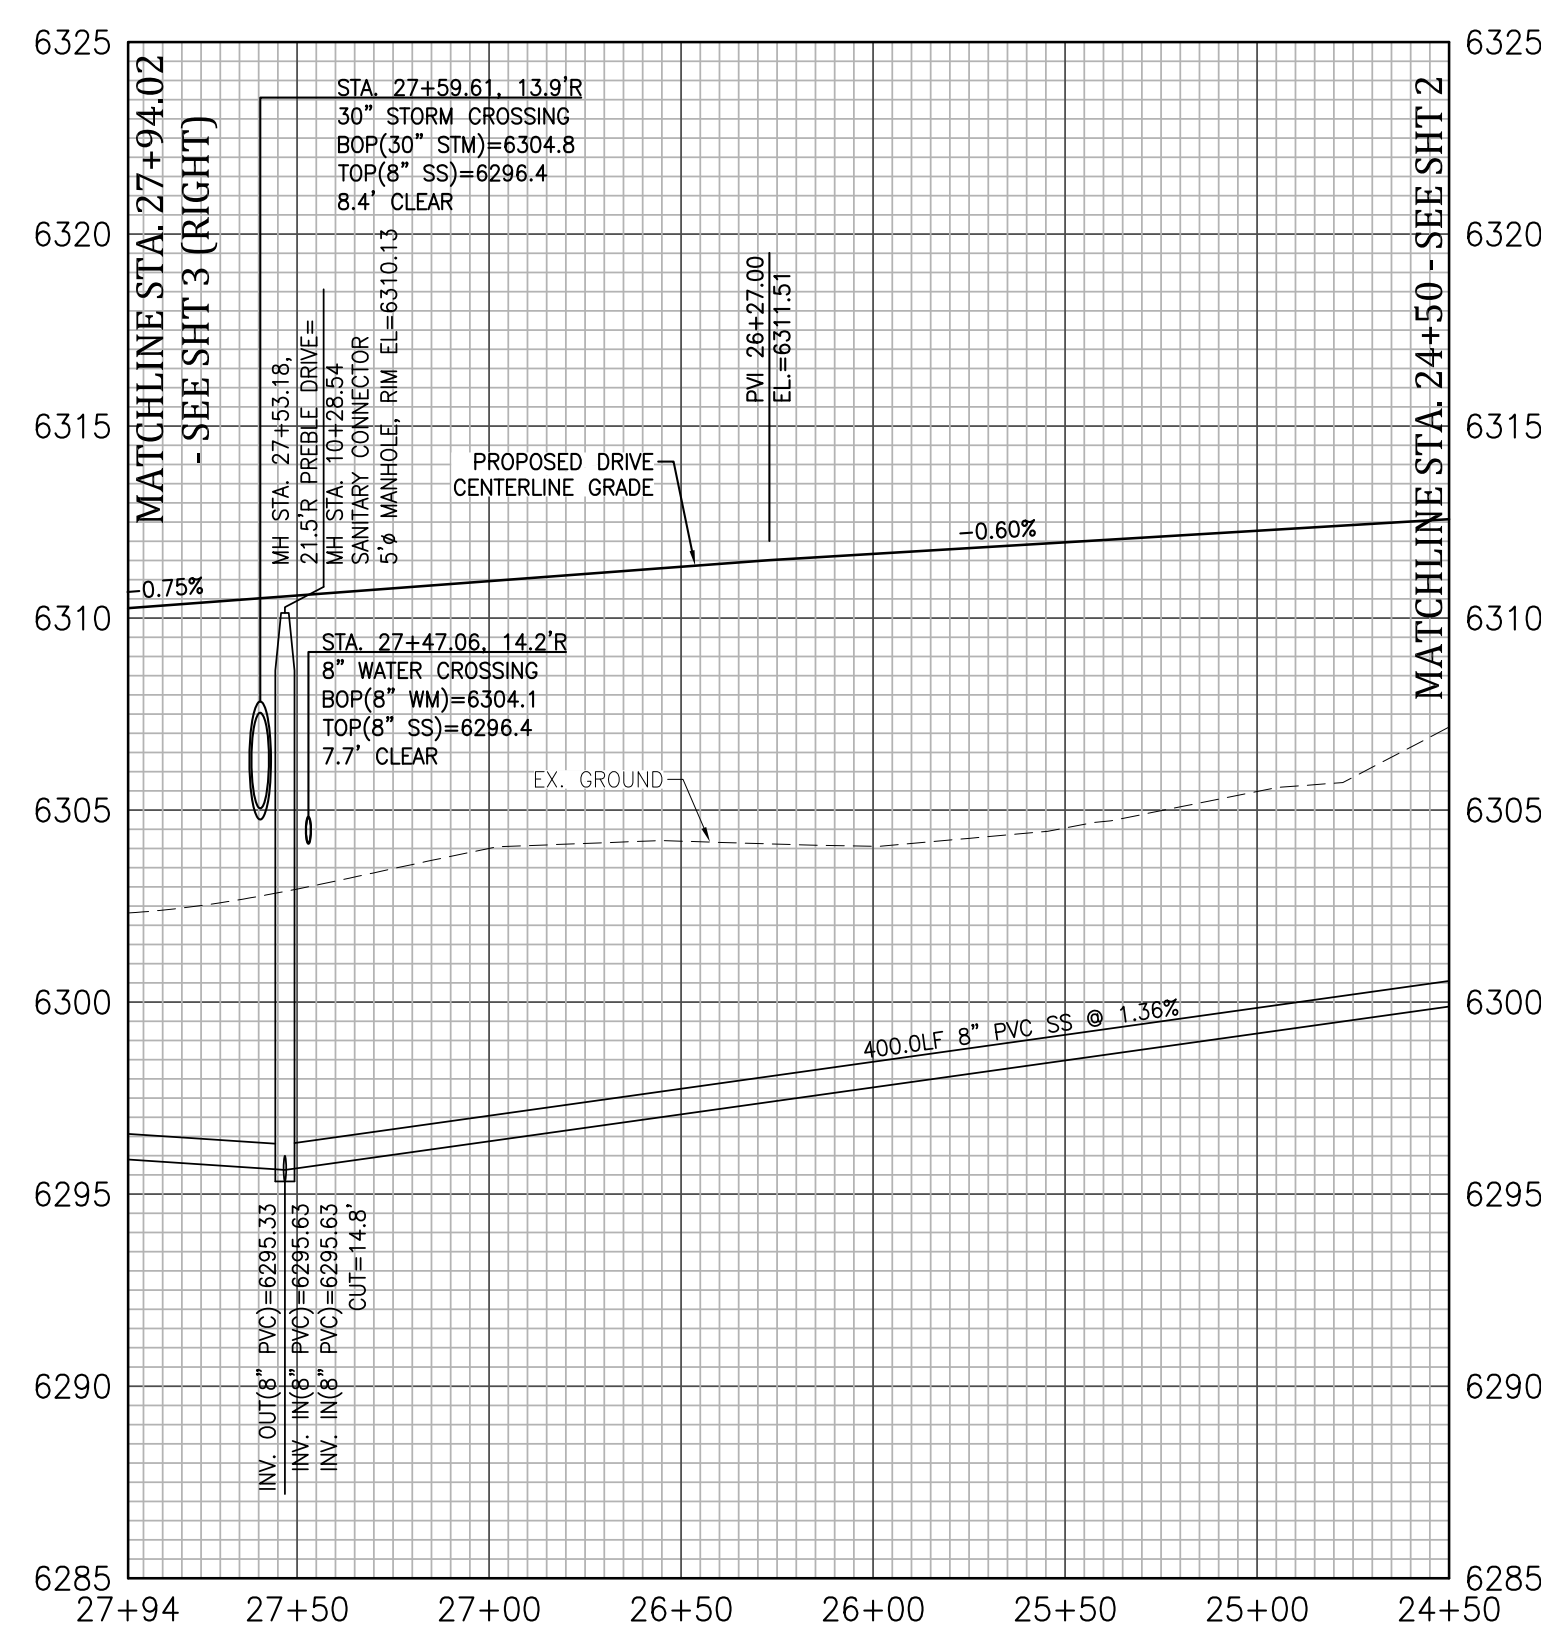 6325
6320
6315
6310
6305
6300
6295
6290
6285
MATCHLINE STA. 27+94.02
- SEE SHT 3 (RIGHT)
STA. 27+59.61, 13.9'R
30" STORM CROSSING
BOP(30" STM)=6304.8
TOP(8" SS)=6296.4
8.4' CLEAR
MH STA. 27+53.18,
21.5'R PREBLE DRIVE=
MH STA. 10+28.54
SANITARY CONNECTOR
5'ø MANHOLE, RIM EL=6310.13
PVI 26+27.00
EL.=6311.51
PROPOSED DRIVE
CENTERLINE GRADE
-0.75%
-0.60%
STA. 27+47.06, 14.2'R
8" WATER CROSSING
BOP(8" WM)=6304.1
TOP(8" SS)=6296.4
7.7' CLEAR
EX. GROUND
400.0LF 8" PVC SS @ 1.36%
INV. OUT(8" PVC)=6295.33
INV. IN(8" PVC)=6295.63
INV. IN(8" PVC)=6295.63
CUT=14.8'
MATCHLINE STA. 24+50 - SEE SHT 2
6325
6320
6315
6310
6305
6300
6295
6290
6285
27+94 27+50 27+00 26+50 26+00 25+50 25+00 24+50